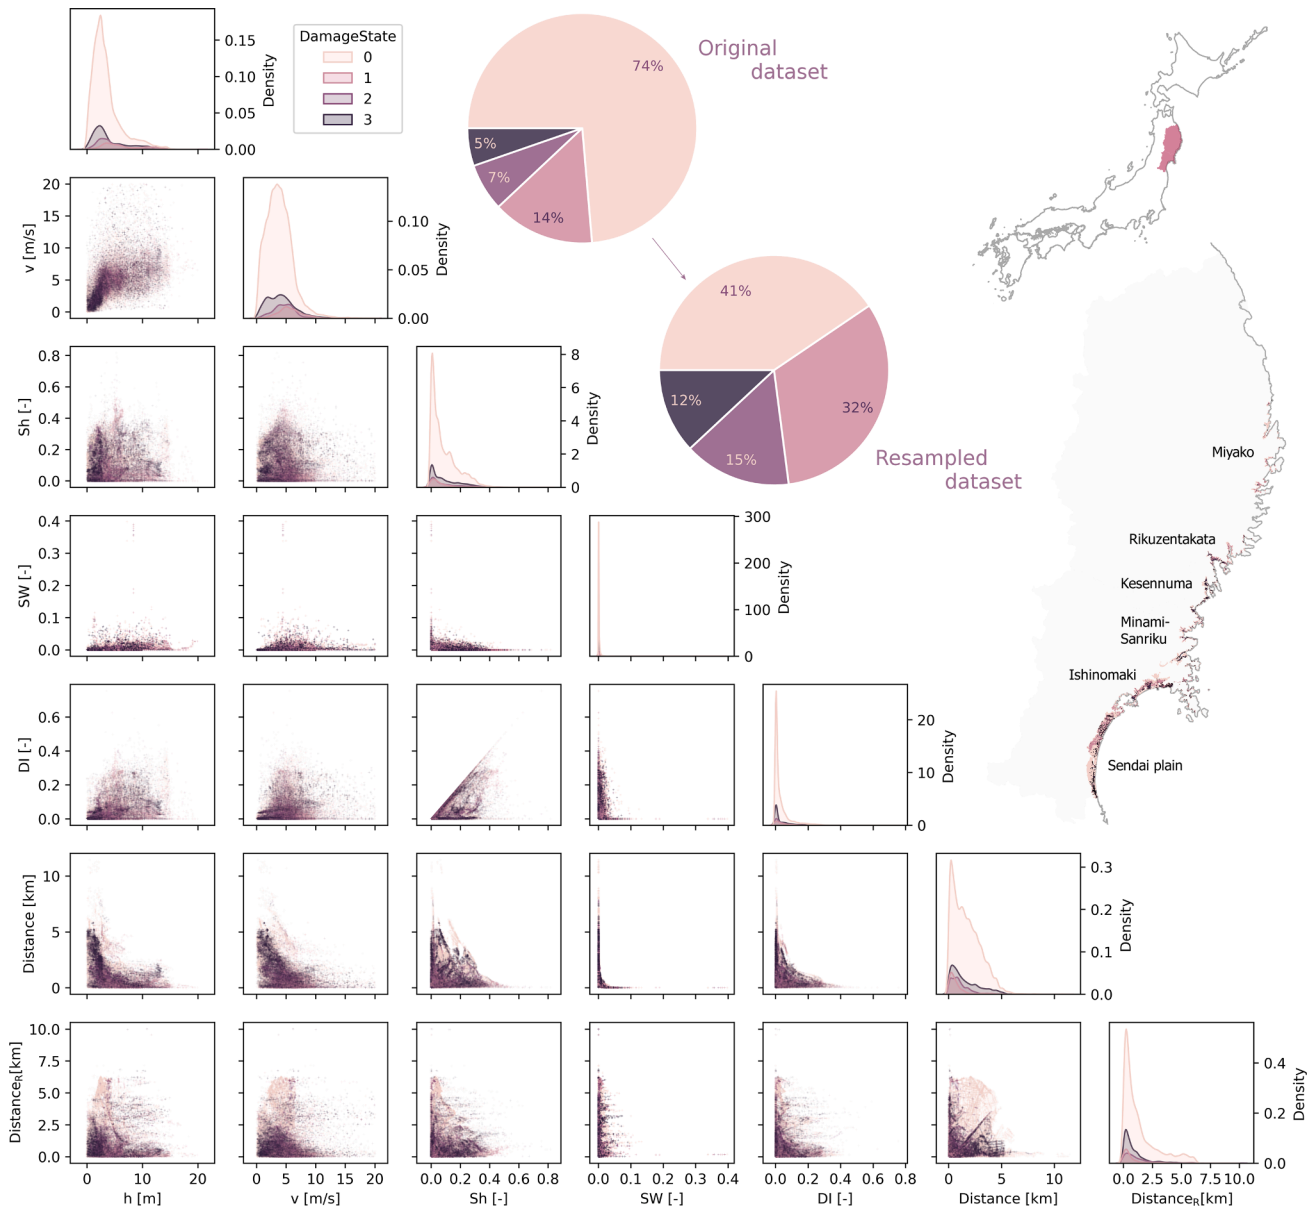 DamageState
0
1
2
3
0.15
0.10
0.05
0.00
Density
Original
dataset
74%
5%
7%
14%
20
15
10
5
0
v [m/s]
0.10
0.05
0.00
Density
41%
32%
15%
12%
Resampled
dataset
0.8
0.6
0.4
0.2
0.0
Sh [-]
8
6
4
2
0
Density
Miyako
Rikuzentakata
Kesennuma
Minami-
Sanriku
Ishinomaki
Sendai plain
0.4
0.3
0.2
0.1
0.0
SW [-]
300
200
100
0
Density
0.6
0.4
0.2
0.0
DI [-]
20
10
0
Density
10
5
0
Distance [km]
0.3
0.2
0.1
0.0
Density
10.0
7.5
5.0
2.5
0.0
DistanceR[km]
0.4
0.2
0.0
Density
0 10 20
0 5 10 15 20
0.0 0.2 0.4 0.6 0.8
0.0 0.1 0.2 0.3 0.4
0.0 0.2 0.4 0.6 0.8
0 5 10
0.0 2.5 5.0 7.5 10.0
h [m]
v [m/s]
Sh [-]
SW [-]
DI [-]
Distance [km]
DistanceR[km]